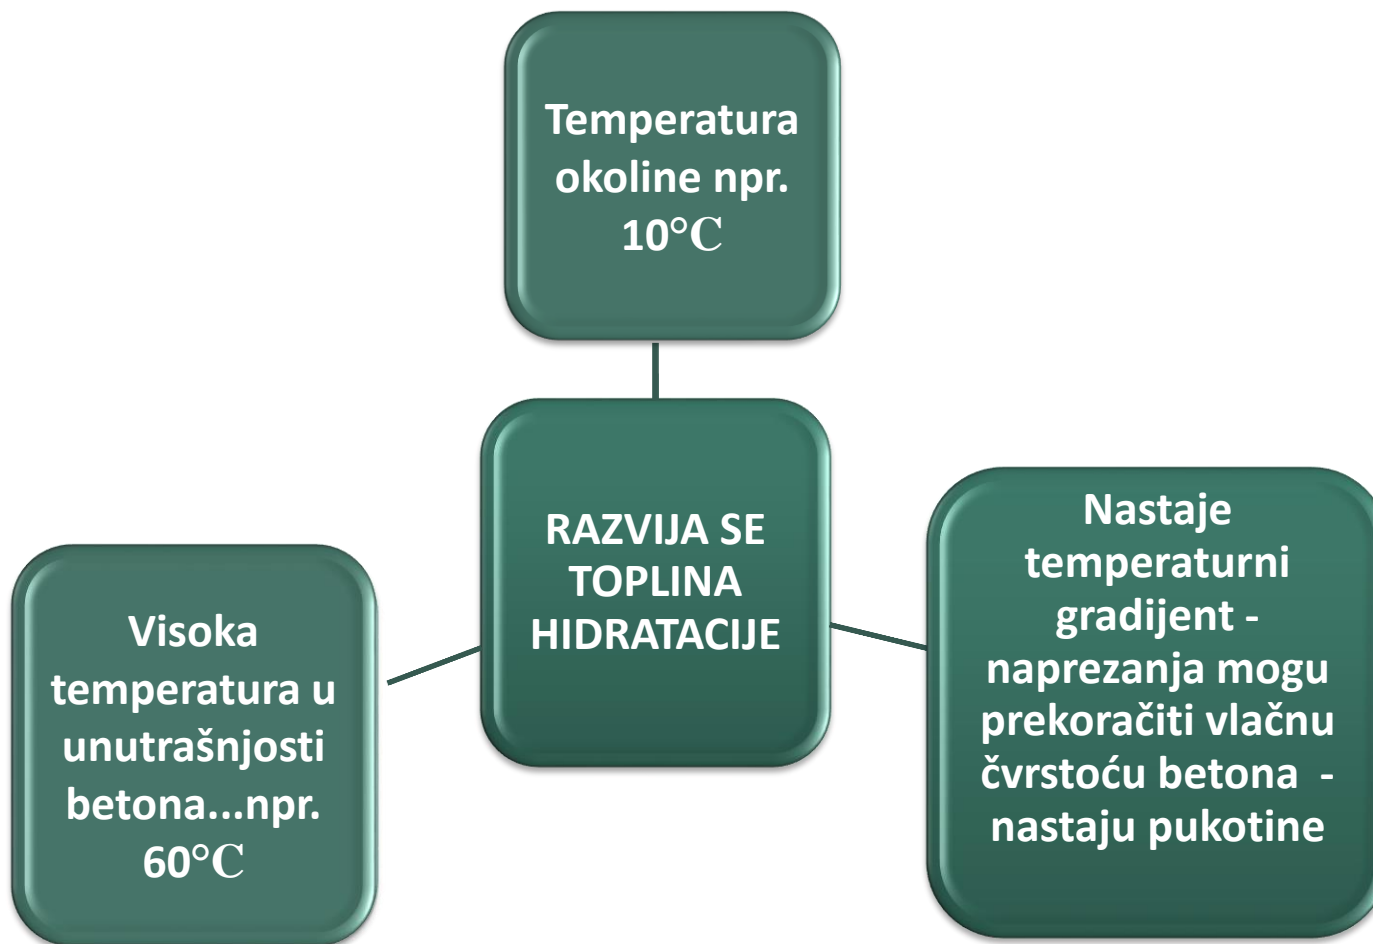 Temperatura
okoline npr.
10°C
RAZVIJA SE
TOPLINA
HIDRATACIJE
Visoka
temperatura u
unutrašnjosti
betona...npr.
60°C
Nastaje
temperaturni
gradijent -
naprezanja mogu
prekoračiti vlačnu
čvrstoću betona -
nastaju pukotine